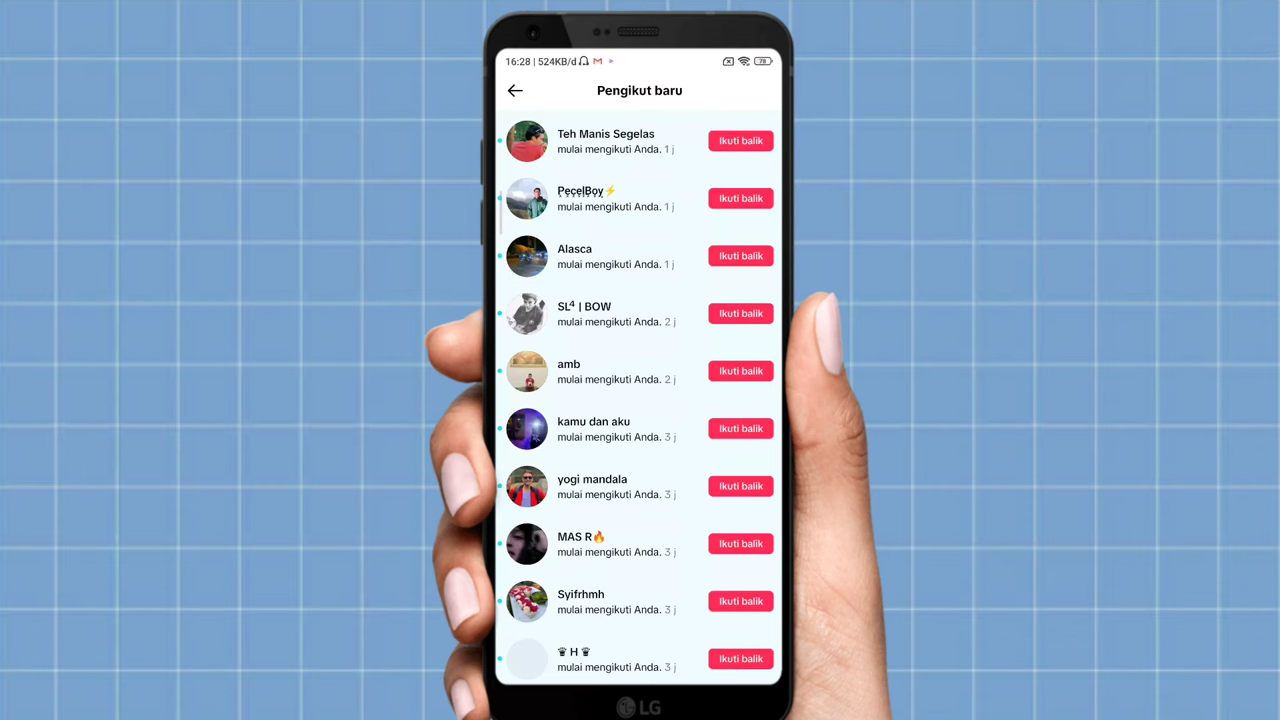 16:28 | 524KB/d
78
Pengikut baru
Teh Manis Segelas
mulai mengikuti Anda. 1 j
Ikuti balik
P̣ẹc̣ẹḷḄọỵ⚡
mulai mengikuti Anda. 1 j
Ikuti balik
Alasca
mulai mengikuti Anda. 1 j
Ikuti balik
SL⁴ | BOW
mulai mengikuti Anda. 2 j
Ikuti balik
amb
mulai mengikuti Anda. 2 j
Ikuti balik
kamu dan aku
mulai mengikuti Anda. 3 j
Ikuti balik
yogi mandala
mulai mengikuti Anda. 3 j
Ikuti balik
MAS R🔥
mulai mengikuti Anda. 3 j
Ikuti balik
Syifrhmh
mulai mengikuti Anda. 3 j
Ikuti balik
♛ H ♛
mulai mengikuti Anda. 3 j
Ikuti balik
LG